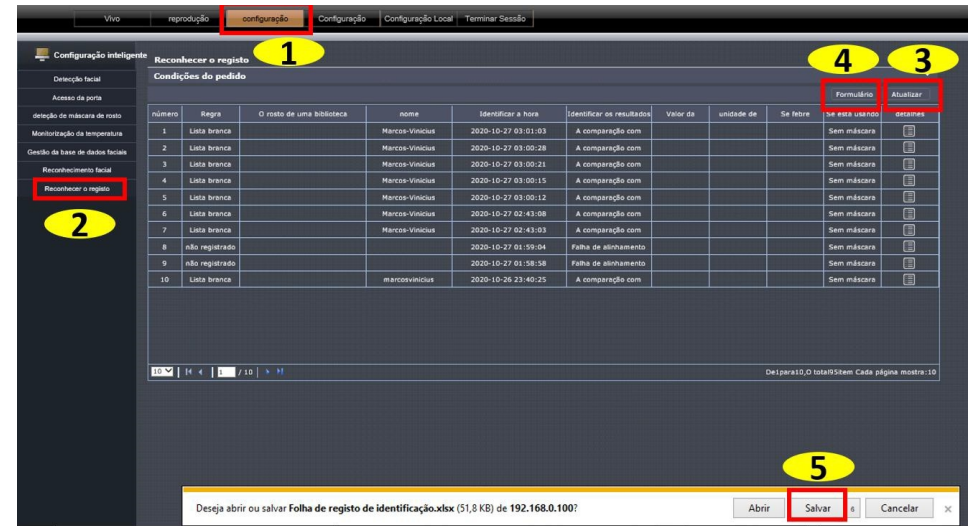 Vivo reprodução configuração Configuração Configuração Local Terminar Sessão
1
Configuração inteligente
Reconhecer o registo
Condições do pedido
4 3
Formulário Atualizar
Detecção facial
Acesso da porta
deteção de máscara de rosto
Monitorização da temperatura
Gestão da base de dados faciais
Reconhecimento facial
Reconhecer o registo
2
número Regra O rosto de uma biblioteca nome Identificar a hora Identificar os resultados Valor da unidade de Se febre Se está usando detalhes
1 Lista branca Marcos-Vinicius 2020-10-27 03:01:03 A comparação com Sem máscara
2 Lista branca Marcos-Vinicius 2020-10-27 03:00:28 A comparação com Sem máscara
3 Lista branca Marcos-Vinicius 2020-10-27 03:00:21 A comparação com Sem máscara
4 Lista branca Marcos-Vinicius 2020-10-27 03:00:15 A comparação com Sem máscara
5 Lista branca Marcos-Vinicius 2020-10-27 03:00:12 A comparação com Sem máscara
6 Lista branca Marcos-Vinicius 2020-10-27 02:43:08 A comparação com Sem máscara
7 Lista branca Marcos-Vinicius 2020-10-27 02:43:03 A comparação com Sem máscara
8 não registrado 2020-10-27 01:59:04 Falha de alinhamento Sem máscara
9 não registrado 2020-10-27 01:58:58 Falha de alinhamento Sem máscara
10 Lista branca marcosvinicius 2020-10-26 23:40:25 A comparação com Sem máscara
10 1 / 10 De1para10,O total95item Cada página mostra:10
5
Deseja abrir ou salvar Folha de registo de identificação.xlsx (51,8 KB) de 192.168.0.100? Abrir Salvar 6 Cancelar ×